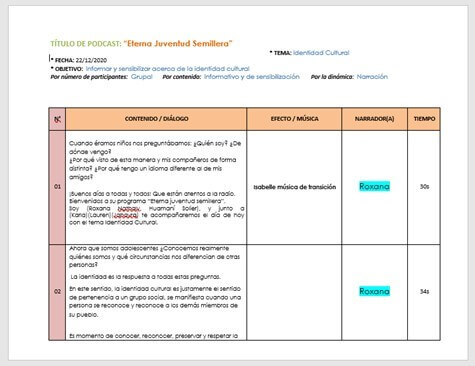 TÍTULO DE PODCAST: "Eterna Juventud Semillera"
* TEMA: Identidad Cultural
* FECHA: 22/12/2020
* OBJETIVO: Informar y sensibilizar acerca de la identidad cultural
Por número de participantes: Grupal Por contenido: Informativo y de sensibilización Por la dinámica: Narración
N° CONTENIDO / DIÁLOGO EFECTO / MÚSICA NARRADOR(A) TIEMPO
Cuando éramos niños nos preguntábamos: ¿Quién soy? ¿De
dónde vengo?
¿Por qué visto de esta manera y mis compañeros de forma
distinta? ¿Por qué tengo un idioma diferente al de mis
amigos?
01 Isabelle música de transición Roxana 30s
¡Buenos días a todas y todos! Que están atentos a la radio.
Bienvenidos a su programa "Eterna juventud semillera".
Soy (Roxana Huamaní Soler), y junto a
(Karla)(Lauren) te acompañaremos el día de hoy
con el tema Identidad Cultural.
Ahora que somos adolescentes ¿Conocemos realmente
quiénes somos y qué circunstancias nos diferencian de otras
personas?
La identidad es la respuesta a todas estas preguntas.
02 Roxana 34s
En este sentido, la identidad cultural es justamente el sentido
de pertenencia a un grupo social, se manifiesta cuando una
persona se reconoce y reconoce a los demás miembros de
su pueblo.
Es momento de conocer, reconocer, preservar y respetar la